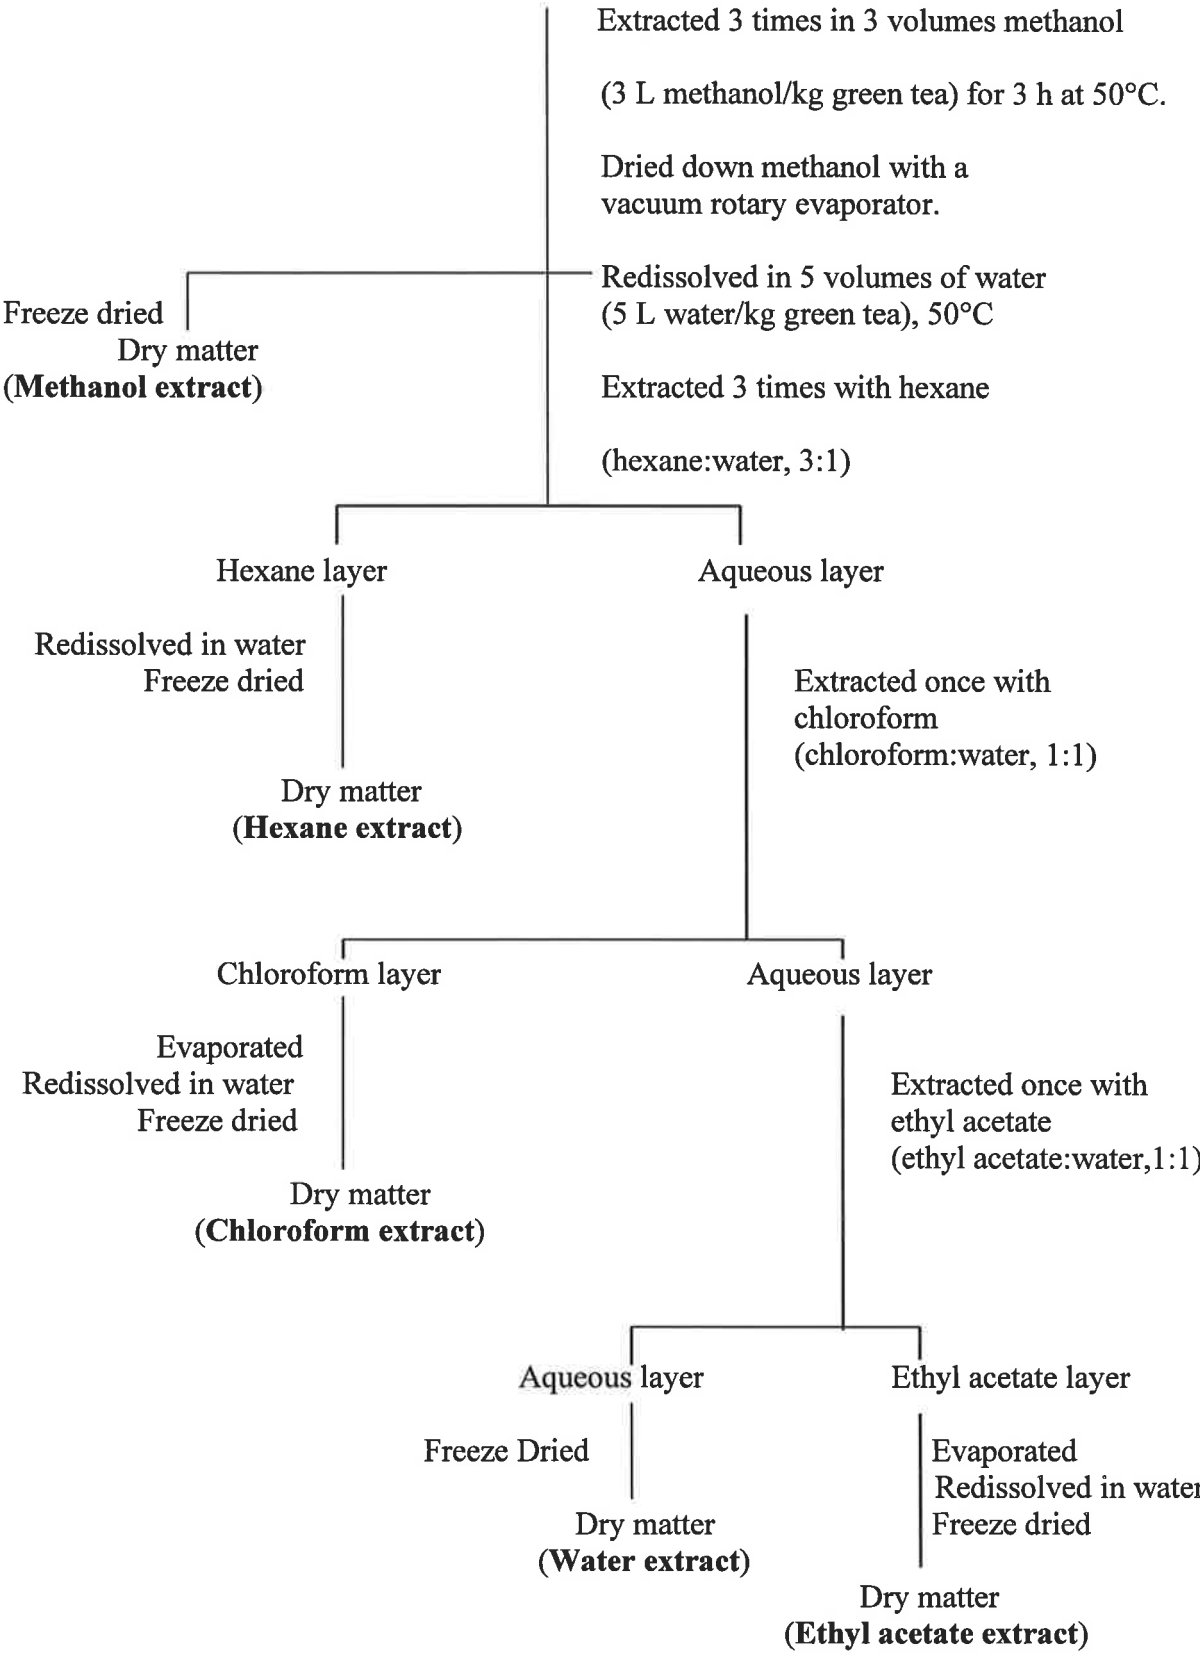 Extracted 3 times in 3 volumes methanol
(3 L methanol/kg green tea) for 3 h at 50°C.
Dried down methanol with a
vacuum rotary evaporator.
Redissolved in 5 volumes of water
(5 L water/kg green tea), 50°C
Freeze dried
Dry matter
(Methanol extract)
Extracted 3 times with hexane
(hexane:water, 3:1)
Hexane layer
Aqueous layer
Redissolved in water
Freeze dried
Extracted once with
chloroform
(chloroform:water, 1:1)
Dry matter
(Hexane extract)
Chloroform layer
Aqueous layer
Evaporated
Redissolved in water
Freeze dried
Extracted once with
ethyl acetate
(ethyl acetate:water,1:1)
Dry matter
(Chloroform extract)
Aqueous layer
Ethyl acetate layer
Freeze Dried
Evaporated
Redissolved in water
Freeze dried
Dry matter
(Water extract)
Dry matter
(Ethyl acetate extract)